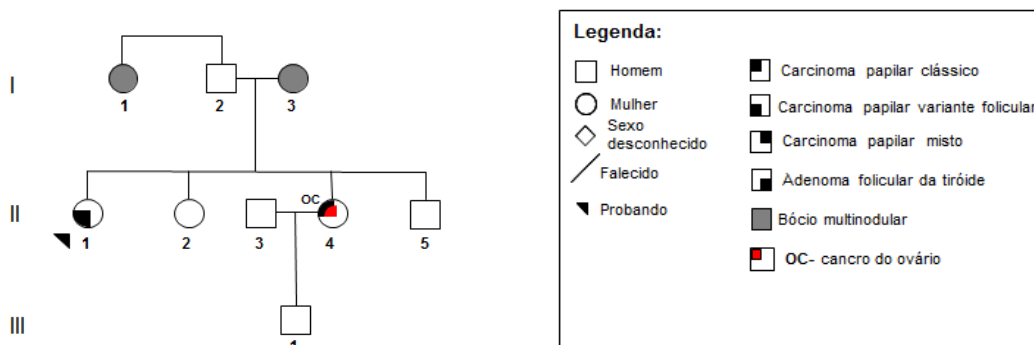 I
1
2
3
II
OC
1
2
3
4
5
III
1
Legenda:
Homem
Mulher
Sexo
desconhecido
Falecido
Probando
Carcinoma papilar clássico
Carcinoma papilar variante folicular
Carcinoma papilar misto
Adenoma folicular da tiróide
Bócio multinodular
OC- cancro do ovário